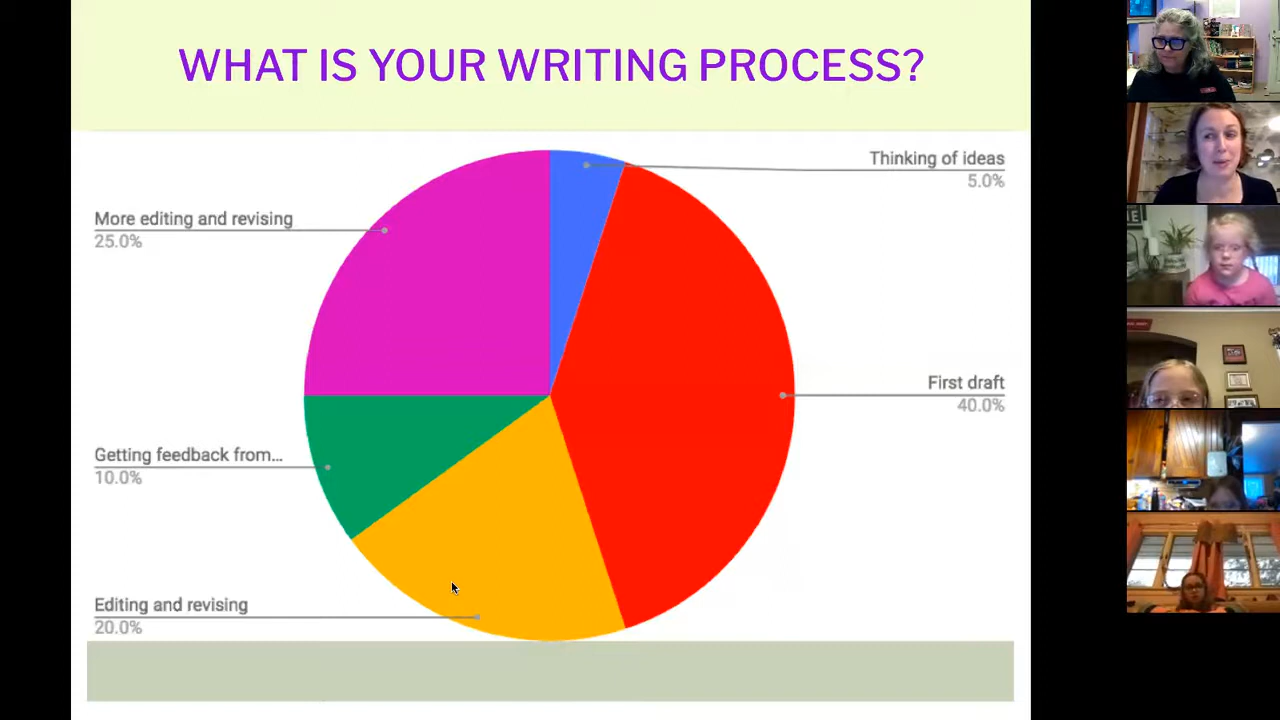 WHAT IS YOUR WRITING PROCESS?
Thinking of ideas
5.0%
More editing and revising
25.0%
First draft
40.0%
Getting feedback from...
10.0%
Editing and revising
20.0%